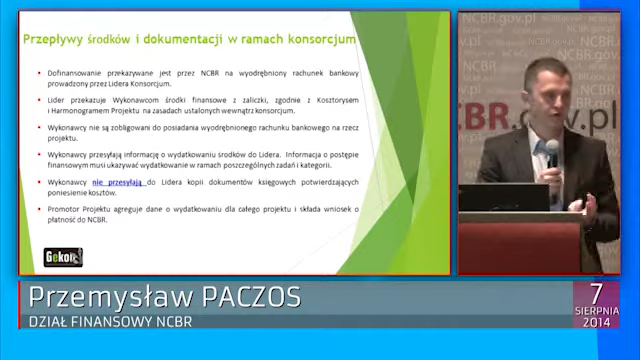 Przepływy środków i dokumentacji w ramach konsorcjum
Dofinansowanie przekazywane jest przez NCBR na wyodrębniony rachunek bankowy
prowadzony przez Lidera Konsorcjum.
Lider przekazuje Wykonawcom środki finansowe z zaliczki, zgodnie z Kosztorysem
i Harmonogramem Projektu na zasadach ustalonych wewnątrz konsorcjum.
Wykonawcy nie są zobligowani do posiadania wyodrębnionego rachunku bankowego na rzecz
projektu.
Wykonawcy przesyłają informację o wydatkowaniu środków do Lidera. Informacja o postępie
finansowym musi ukazywać wydatkowanie w ramach poszczególnych zadań i kategorii.
Wykonawcy nie przesyłają do Lidera kopii dokumentów księgowych potwierdzających
poniesienie kosztów.
Promotor Projektu agreguje dane o wydatkowaniu dla całego projektu i składa wniosek o
płatność do NCBR.
Gekon
NCBR.gov.pl
Przemysław PACZOS
DZIAŁ FINANSOWY NCBR
7
SIERPNIA
2014